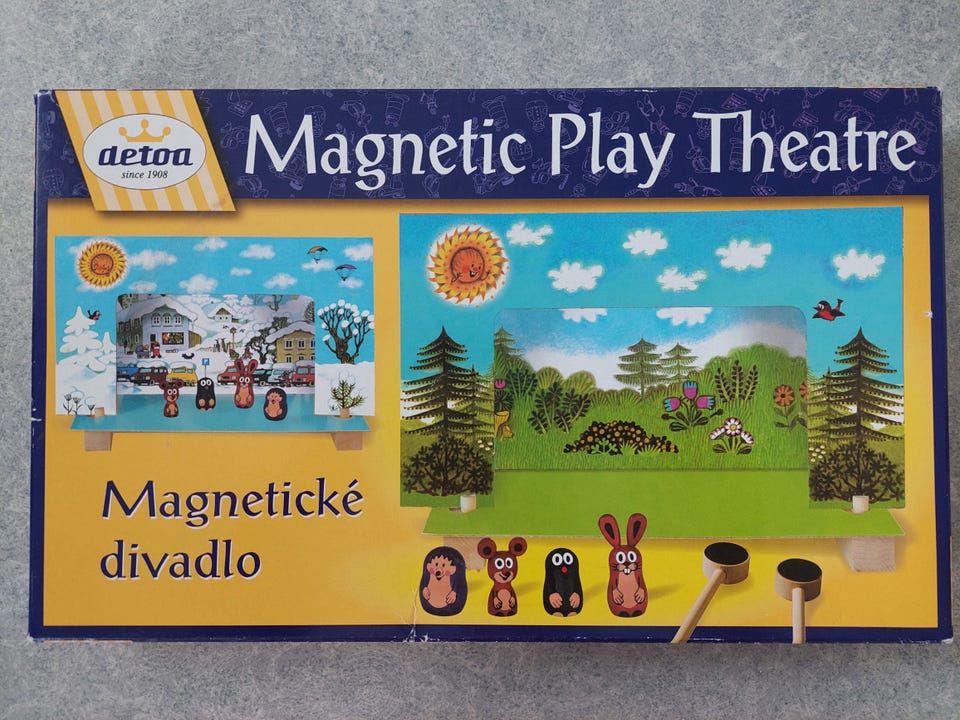 detoa
since 1908
Magnetic Play Theatre
Magnetické
divadlo